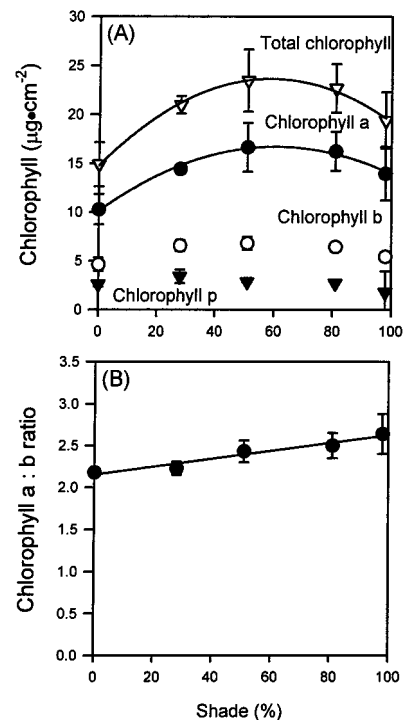 (A)
Total chlorophyll
Chlorophyll a
Chlorophyll b
Chlorophyll p
Chlorophyll (μg•cm⁻²)
30
25
20
15
10
5
0
0 20 40 60 80 100
(B)
Chlorophyll a : b ratio
3.5
3.0
2.5
2.0
1.5
1.0
0.5
0.0
0 20 40 60 80 100
Shade (%)